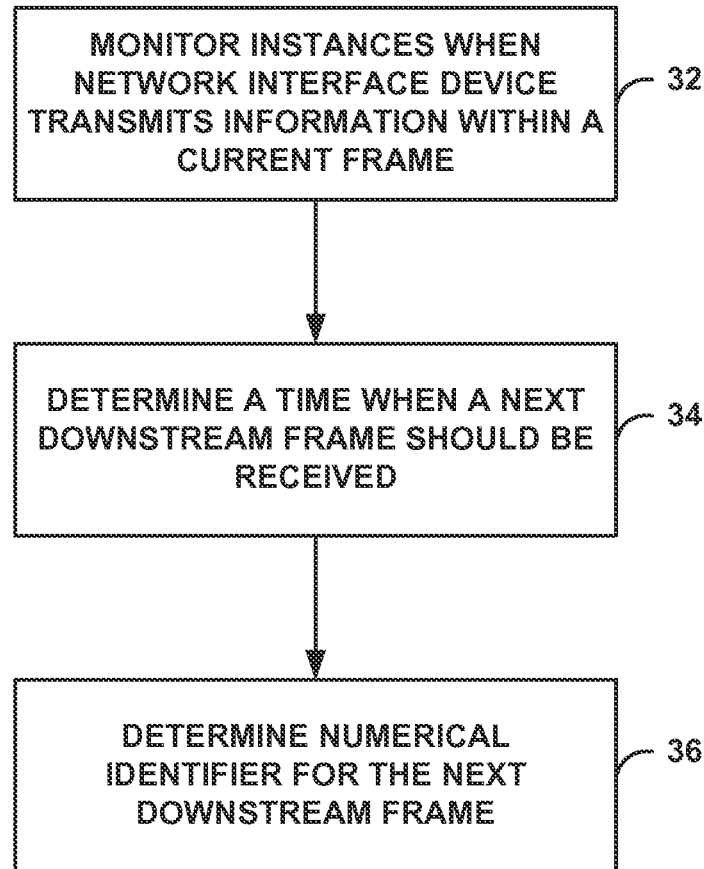 MONITOR INSTANCES WHEN
NETWORK INTERFACE DEVICE
TRANSMITS INFORMATION WITHIN A
CURRENT FRAME
32
DETERMINE A TIME WHEN A NEXT
DOWNSTREAM FRAME SHOULD BE
RECEIVED
34
DETERMINE NUMERICAL
IDENTIFIER FOR THE NEXT
DOWNSTREAM FRAME
36